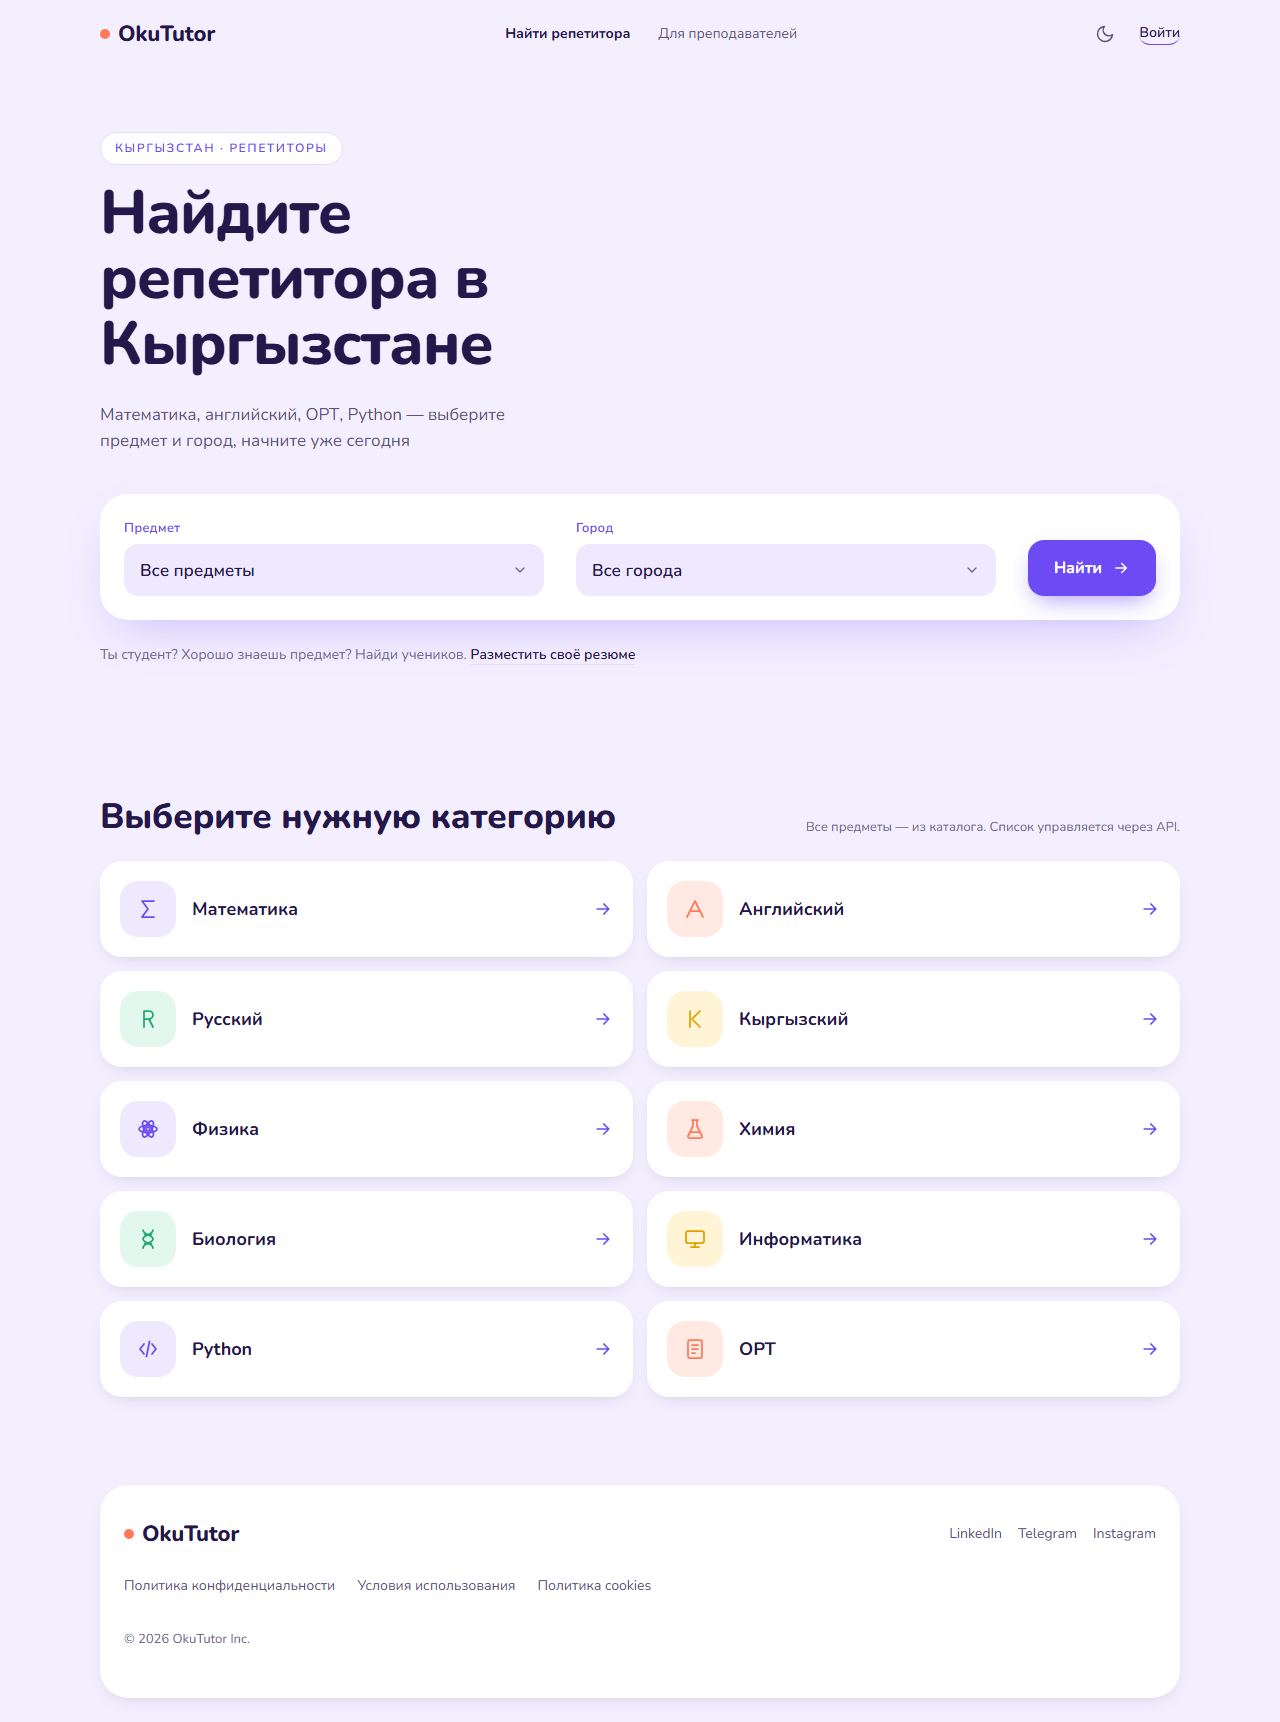 OkuTutor
Найти репетитора
Для преподавателей
Войти
КЫРГЫЗСТАН · РЕПЕТИТОРЫ
Найдите
репетитора в
Кыргызстане
Математика, английский, ОРТ, Python — выберите
предмет и город, начните уже сегодня
Предмет
Все предметы
Город
Все города
Найти
Ты студент? Хорошо знаешь предмет? Найди учеников. Разместить своё резюме
Выберите нужную категорию
Все предметы — из каталога. Список управляется через API.
Математика
Английский
Русский
Кыргызский
Физика
Химия
Биология
Информатика
Python
ОРТ
OkuTutor
LinkedIn
Telegram
Instagram
Политика конфиденциальности
Условия использования
Политика cookies
© 2026 OkuTutor Inc.